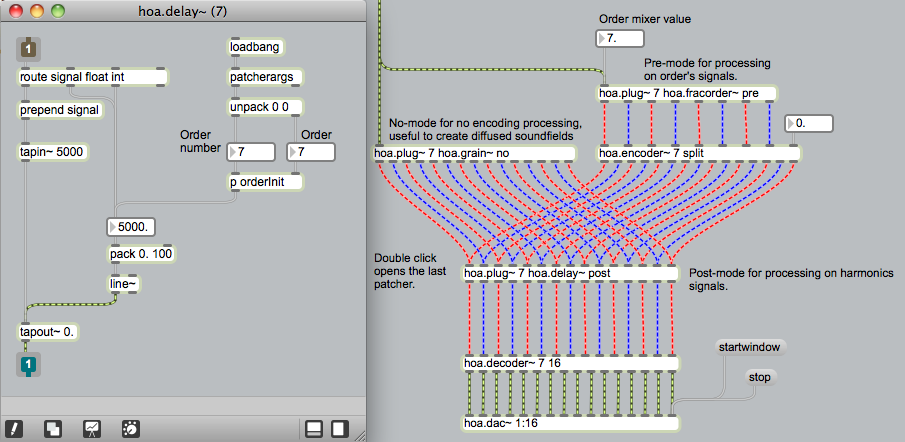 hoa.delay~ (7)
1
loadbang
route signal float int
patcherargs
prepend signal
unpack 0 0
Order
number
7
Order
7
tapin~ 5000
p orderInit
5000.
pack 0. 100
line~
tapout~ 0.
1
Order mixer value
7.
Pre-mode for processing
on order's signals.
hoa.plug~ 7 hoa.fracorder~ pre
0.
No-mode for no encoding processing,
useful to create diffused soundfields
hoa.plug~ 7 hoa.grain~ no
hoa.encoder~ 7 split
Double click
opens the last
patcher.
hoa.plug~ 7 hoa.delay~ post
Post-mode for processing on harmonics
signals.
startwindow
hoa.decoder~ 7 16
stop
hoa.dac~ 1:16